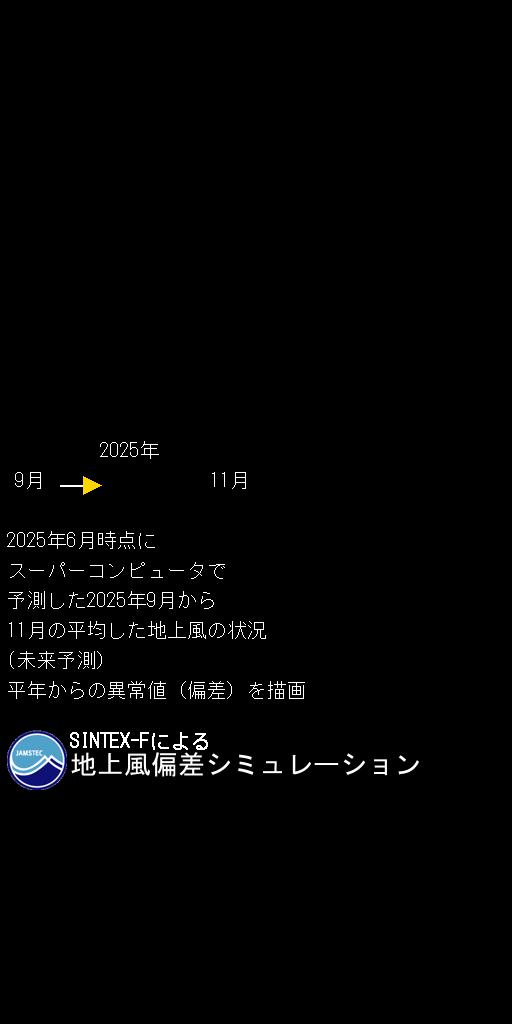 2025年
9月 11月
2025年6月時点に
スーパーコンピュータで
予測した2025年9月から
11月の平均した地上風の状況
(未来予測)
平年からの異常値（偏差）を描画
JAMSTEC
SINTEX-Fによる
地上風偏差シミュレーション